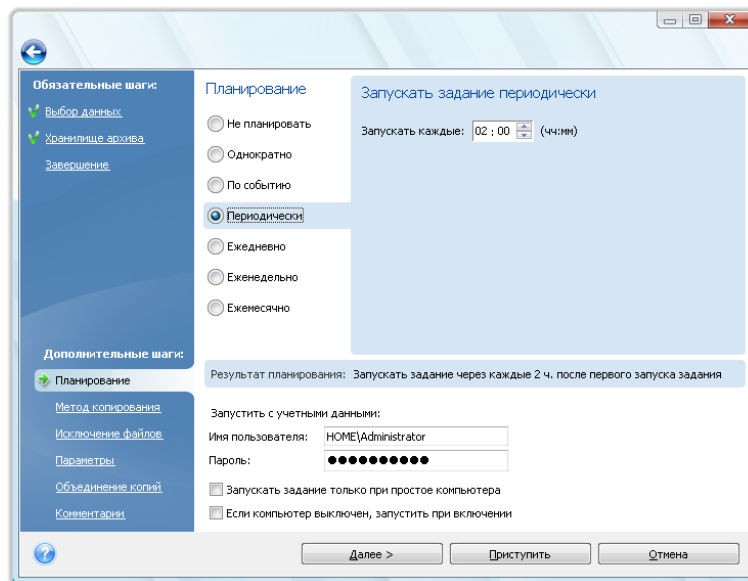 Обязательные шаги:
Выбор данных
Хранилище архива
Завершение
Дополнительные шаги:
Планирование
Метод копирования
Исключение файлов
Параметры
Объединение копий
Комментарии
Планирование
Не планировать
Однократно
По событию
Периодически
Ежедневно
Еженедельно
Ежемесячно
Запускать задание периодически
Запускать каждые: 02 : 00 (чч:мм)
Результат планирования: Запускать задание через каждые 2 ч. после первого запуска задания
Запустить с учетными данными:
Имя пользователя: HOME\Administrator
Пароль: ●●●●●●●●●●
Запускать задание только при простое компьютера
Если компьютер выключен, запустить при включении
Далее > Приступить Отмена